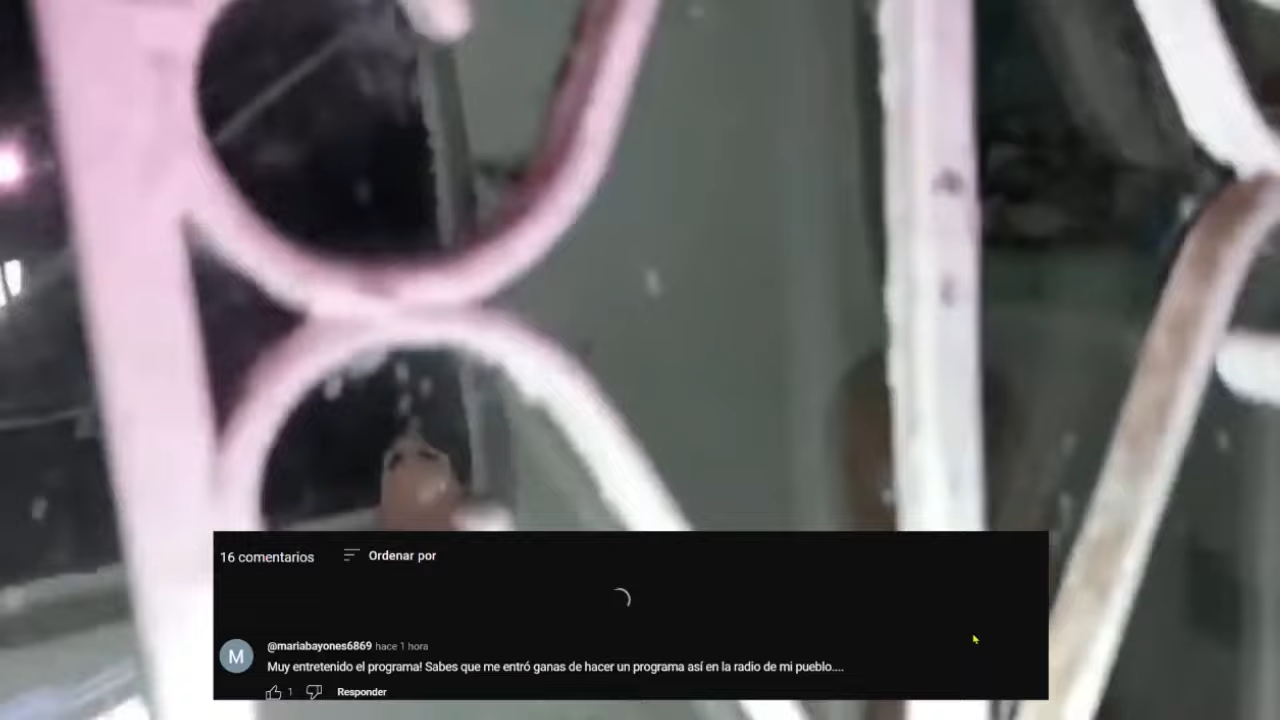 16 comentarios
Ordenar por
M
@mariabayones6869 hace 1 hora
Muy entretenido el programa! Sabes que me entró ganas de hacer un programa así en la radio de mi pueblo....
1
Responder